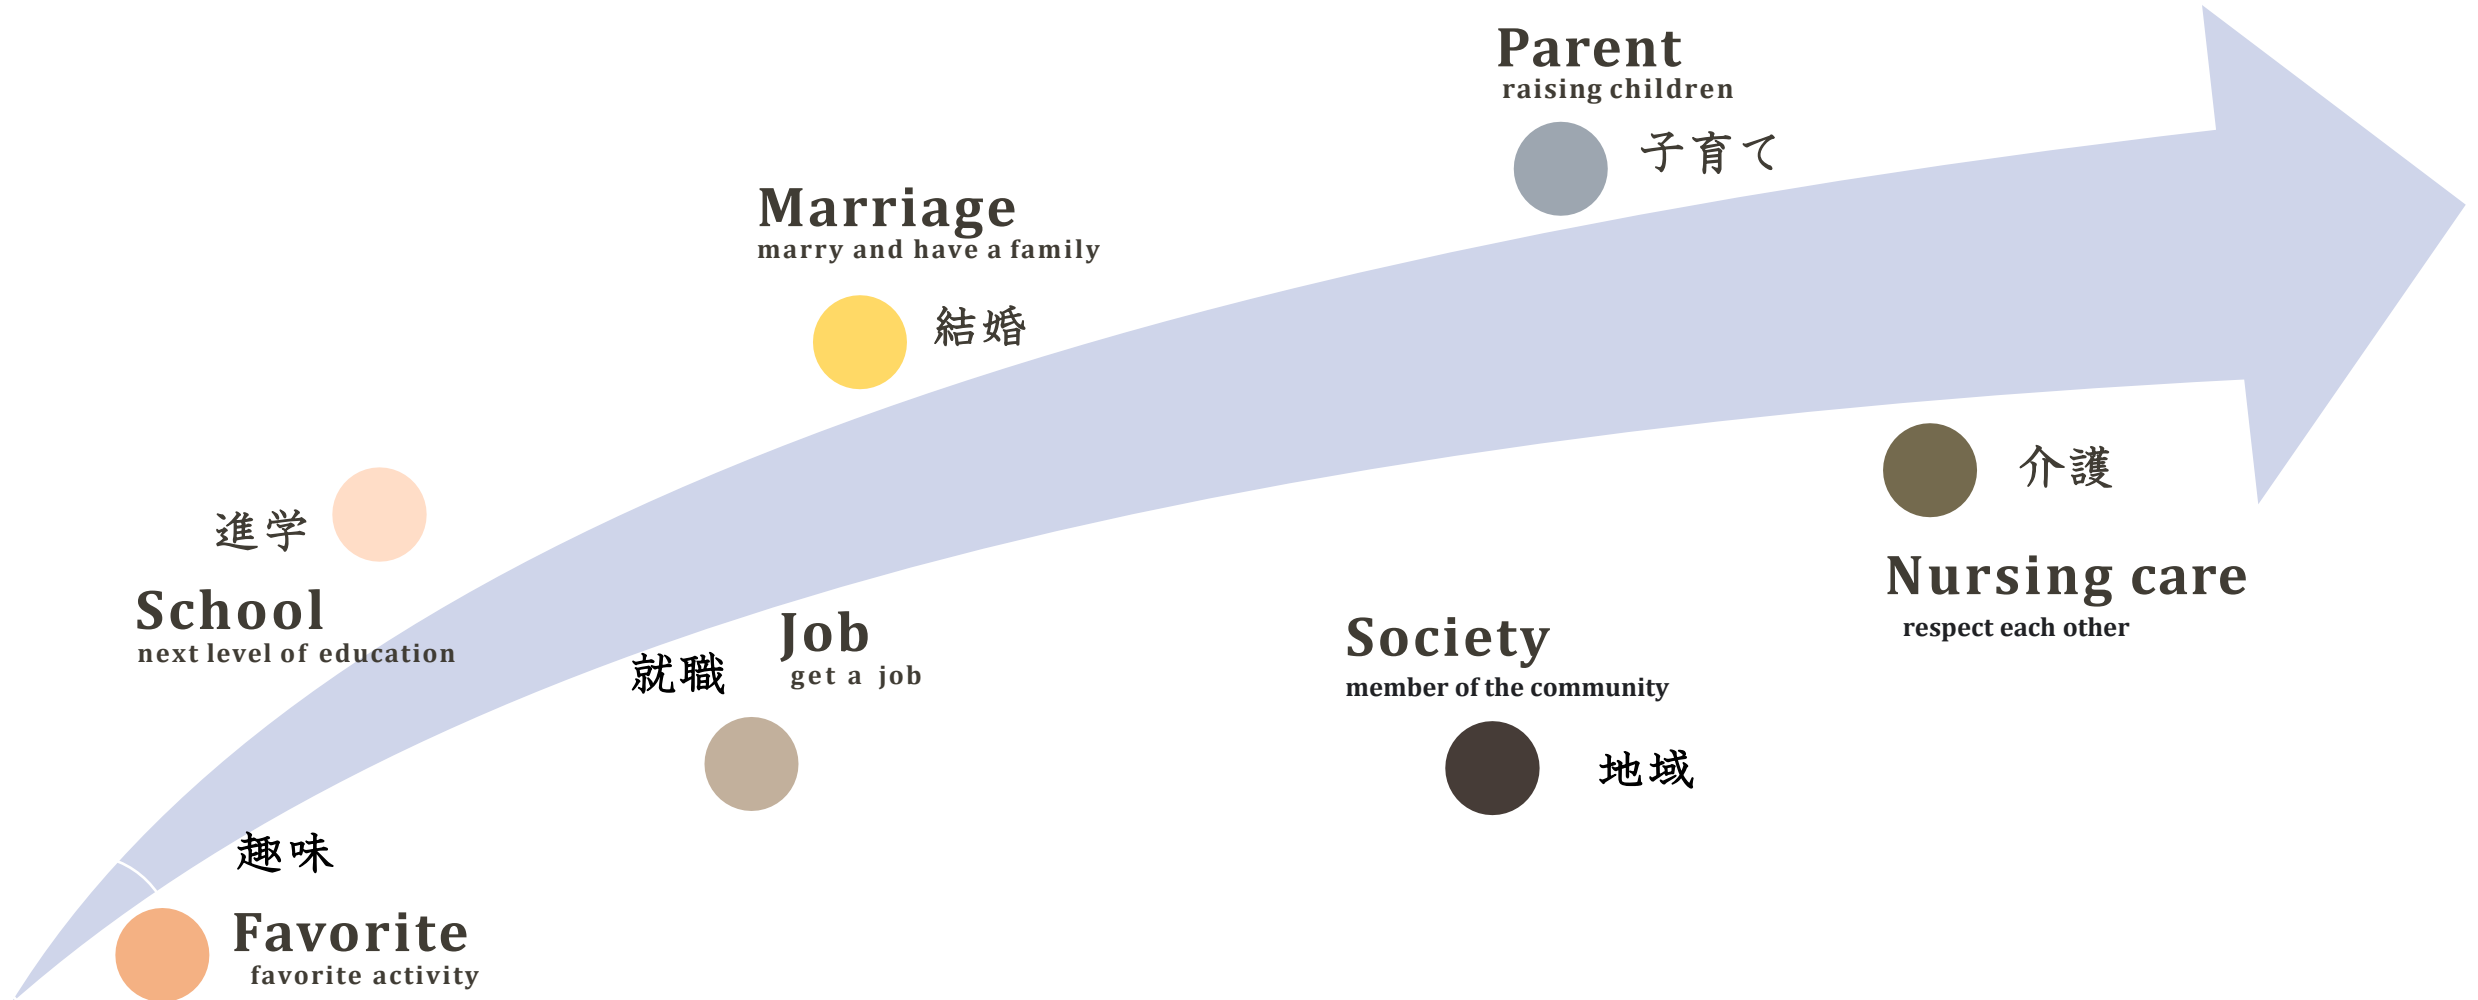 Parent
raising children
子育て
Marriage
marry and have a family
結婚
進学
School
next level of education
介護
Nursing care
respect each other
就職
Job
get a job
Society
member of the community
地域
趣味
Favorite
favorite activity